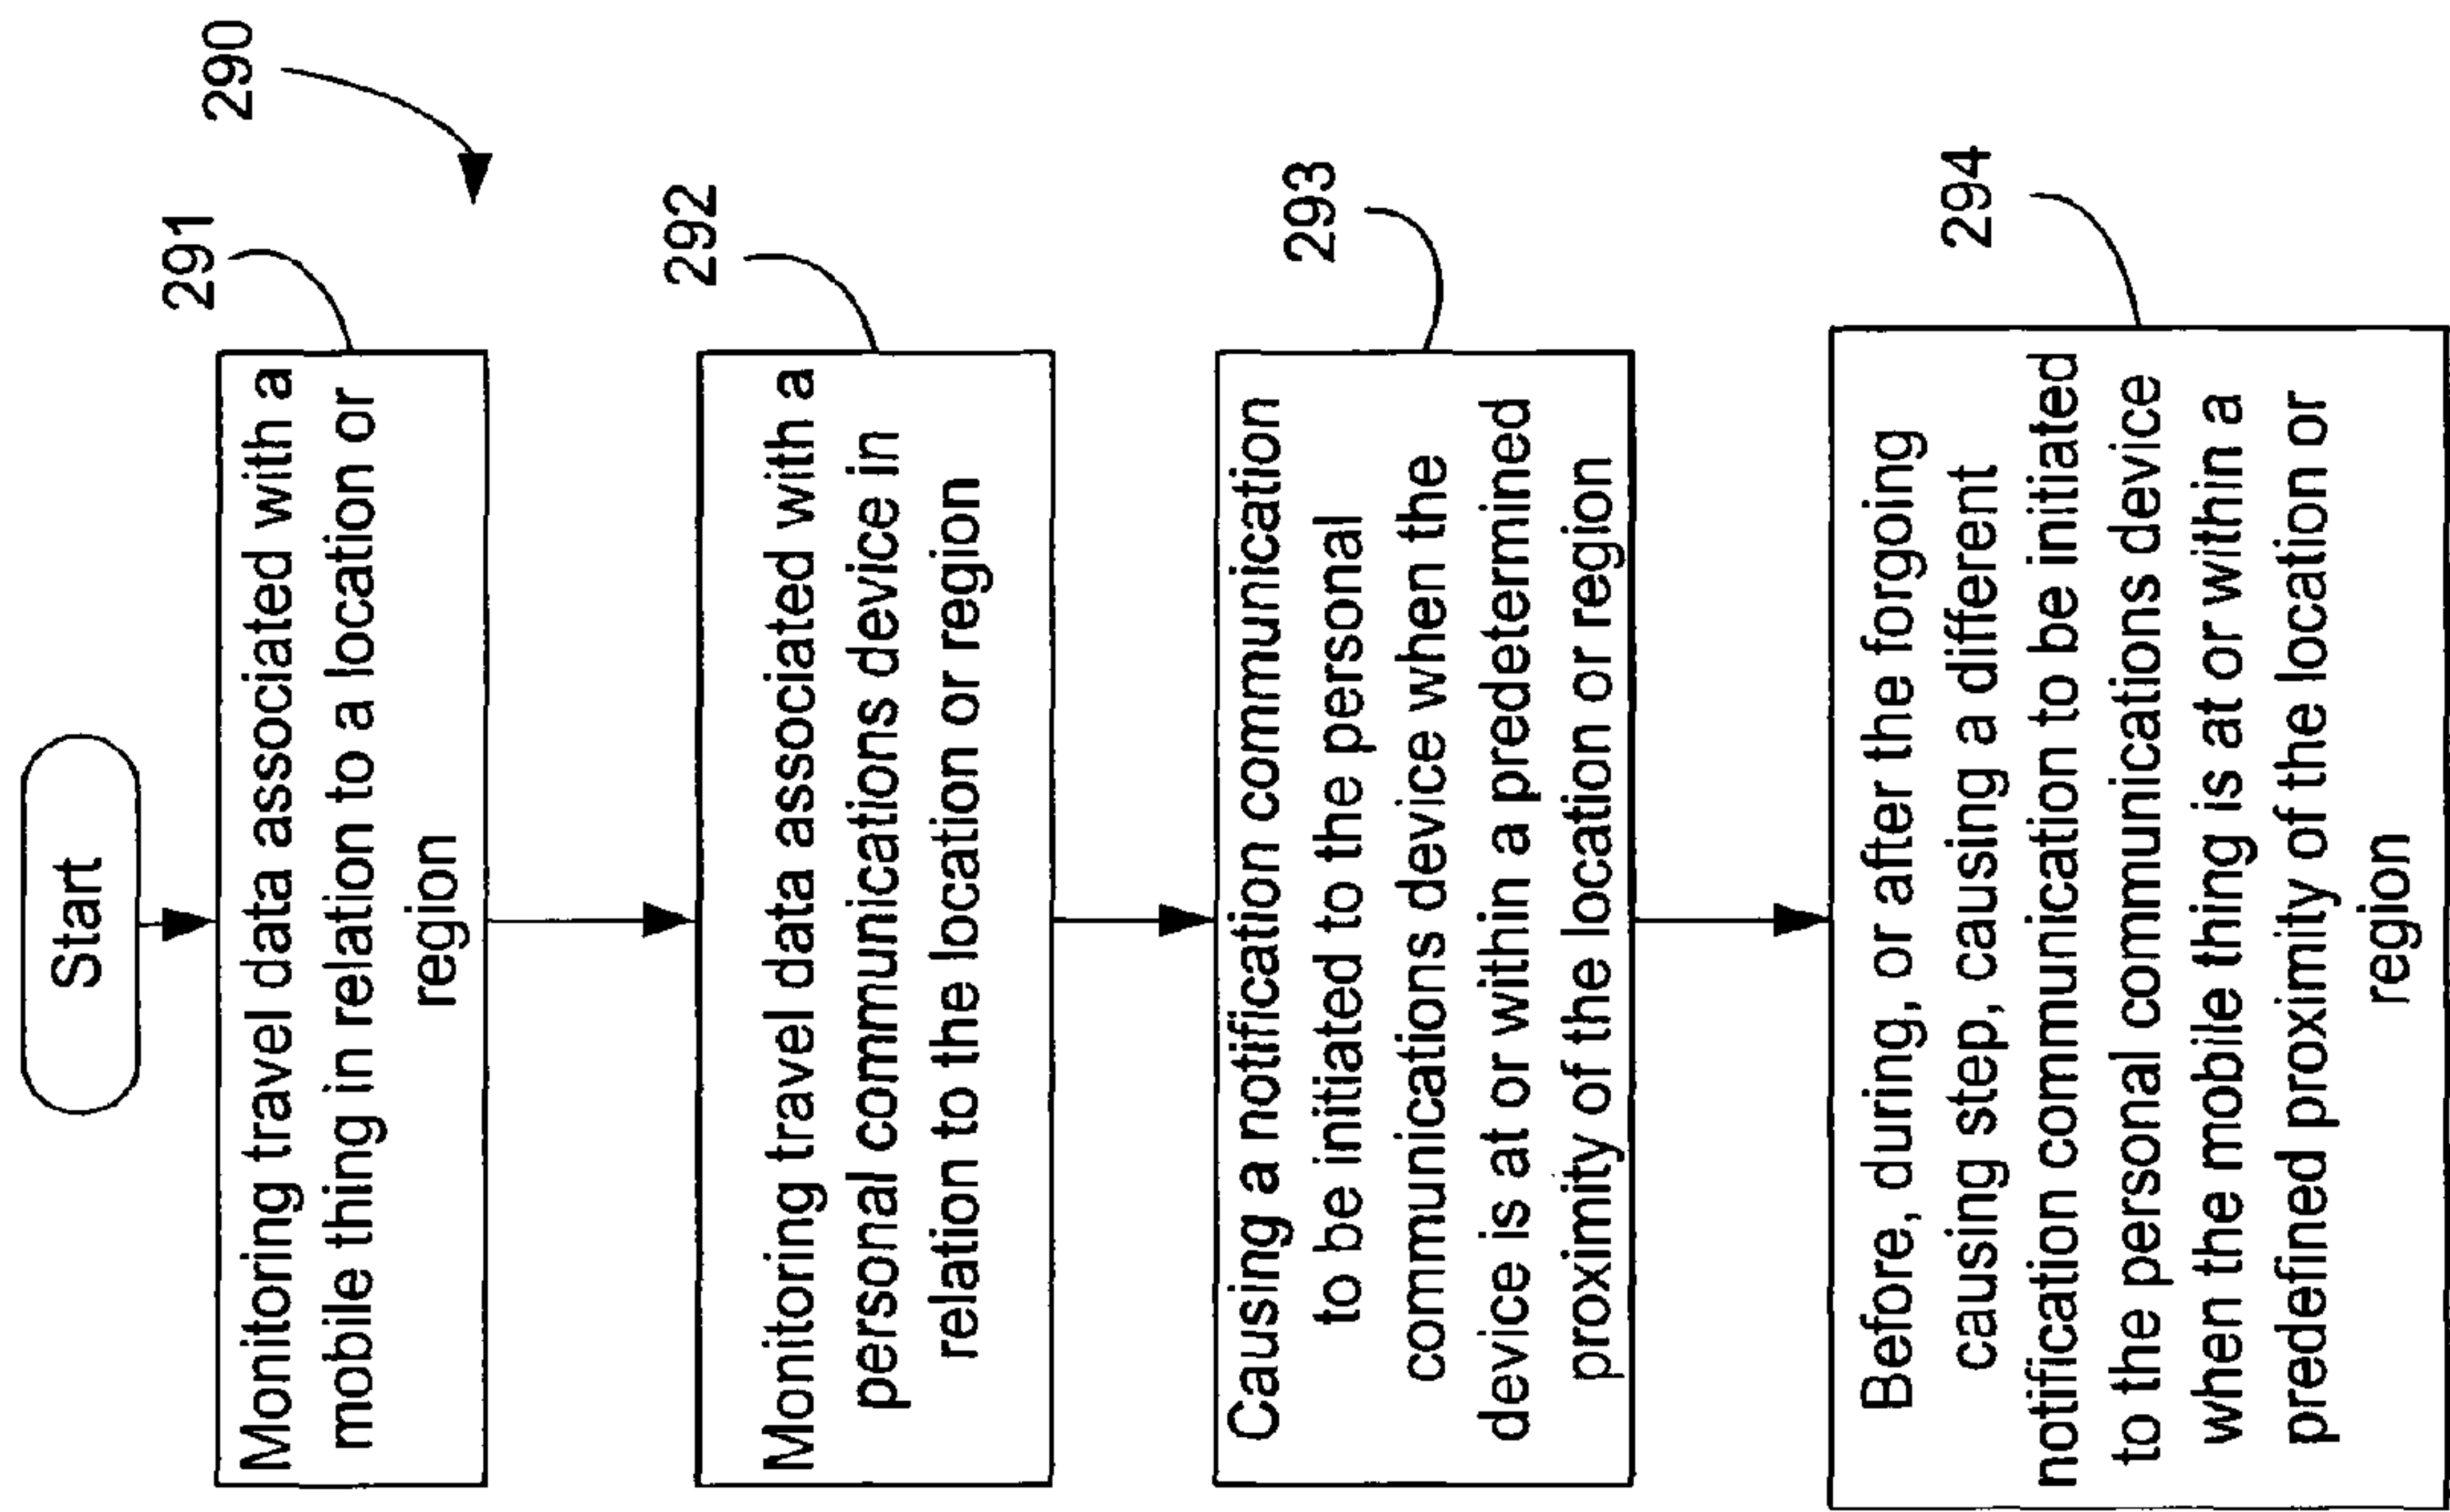 Start
290
291
Monitoring travel data associated with a
mobile thing in relation to a location or
region
292
Monitoring travel data associated with a
personal communications device in
relation to the location or region
293
Causing a notification communication
to be initiated to the personal
communications device when the
device is at or within a predetermined
proximity of the location or region
294
Before, during, or after the forgoing
causing step, causing a different
notification communication to be initiated
to the personal communications device
when the mobile thing is at or within a
predefined proximity of the location or
region